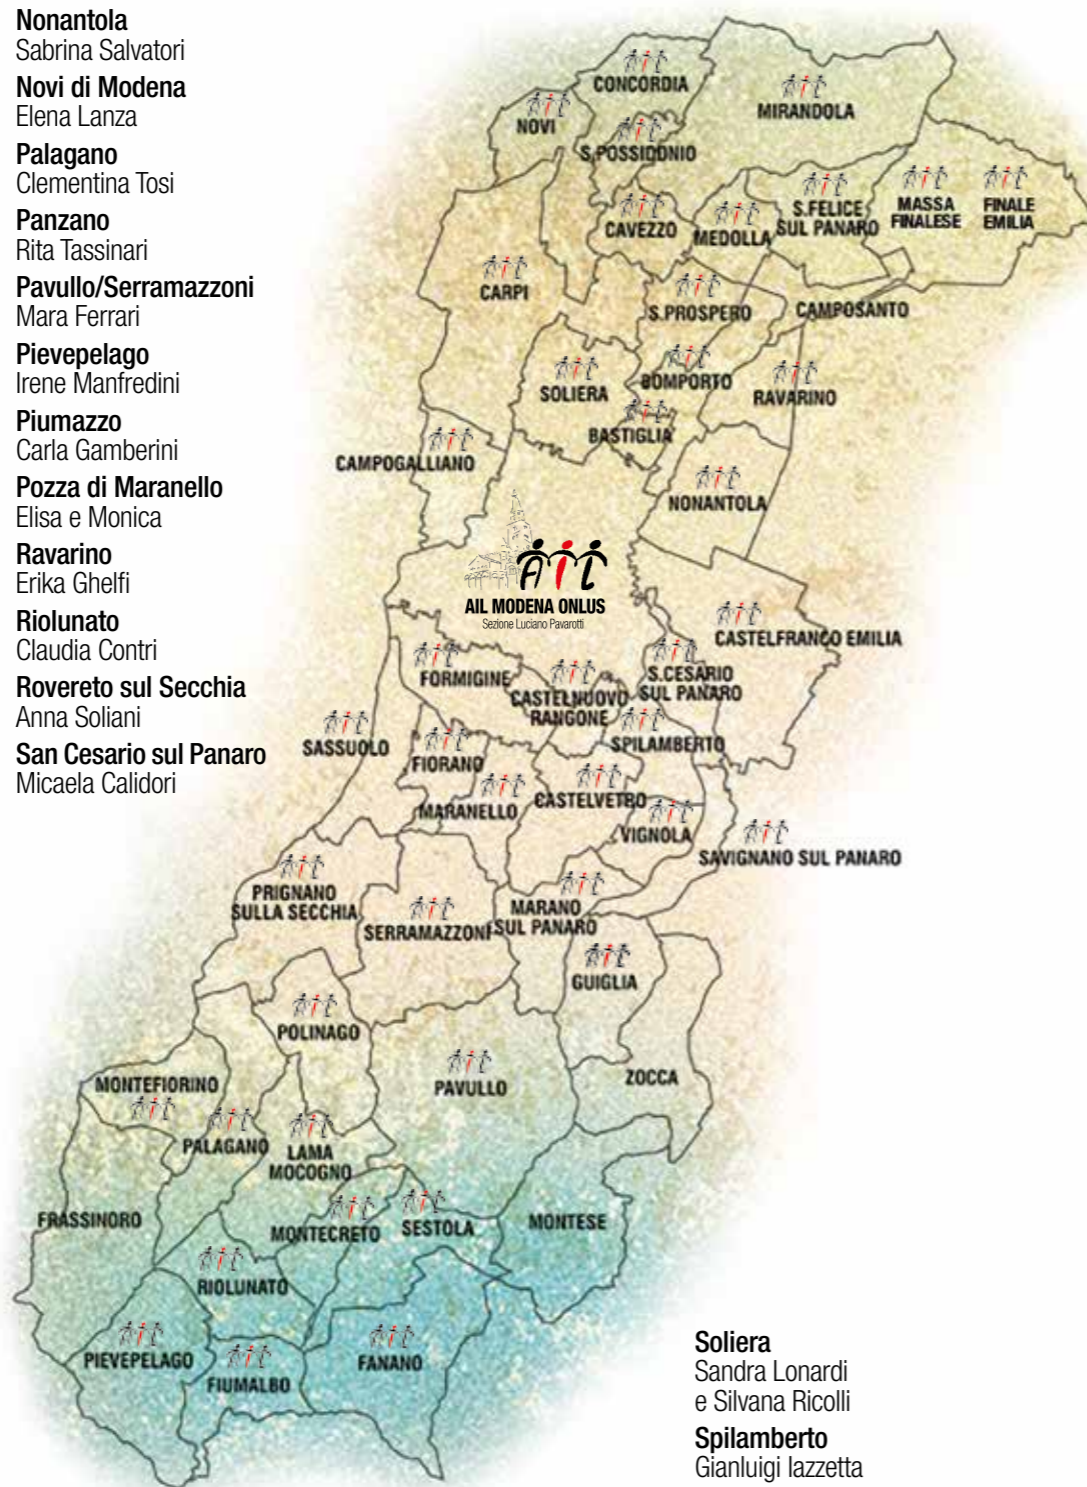 Nonantola
Sabrina Salvatori
Novi di Modena
Elena Lanza
Palagano
Clementina Tosi
Panzano
Rita Tassinari
Pavullo/Serramazzoni
Mara Ferrari
Pievepelago
Irene Manfredini
Piumazzo
Carla Gamberini
Pozza di Maranello
Elisa e Monica
Ravarino
Erika Ghelfi
Riolunato
Claudia Contri
Rovereto sul Secchia
Anna Soliani
San Cesario sul Panaro
Micaela Calidori
CONCORDIA
MIRANDOLA
NOVI
S.POSSIDONIO
CAVEZZO
MEDOLLA
S.FELICE
SUL PANARO
MASSA
FINALESE
FINALE
EMILIA
CARPI
S.PROSPERO
CAMPOSANTO
SOLIERA
BOMPORTO
RAVARINO
BASTIGLIA
CAMPOGALLIANO
NONANTOLA
AIL
AIL MODENA ONLUS
Sezione Luciano Pavarotti
CASTELFRANCO EMILIA
FORMIGINE
S.CESARIO
SUL PANARO
CASTELNUOVO
RANGONE
SASSUOLO
FIORANO
SPILAMBERTO
MARANELLO
CASTELVETRO
VIGNOLA
SAVIGNANO SUL PANARO
PRIGNANO
SULLA SECCHIA
SERRAMAZZONI
MARANO
SUL PANARO
GUIGLIA
POLINAGO
PAVULLO
ZOCCA
MONTEFIORINO
PALAGANO
LAMA
MOCOGNO
FRASSINORO
MONTECRETO
SESTOLA
MONTESE
RIOLUNATO
PIEVEPELAGO
FIUMALBO
FANANO
Soliera
Sandra Lonardi
e Silvana Ricolli
Spilamberto
Gianluigi Iazzetta